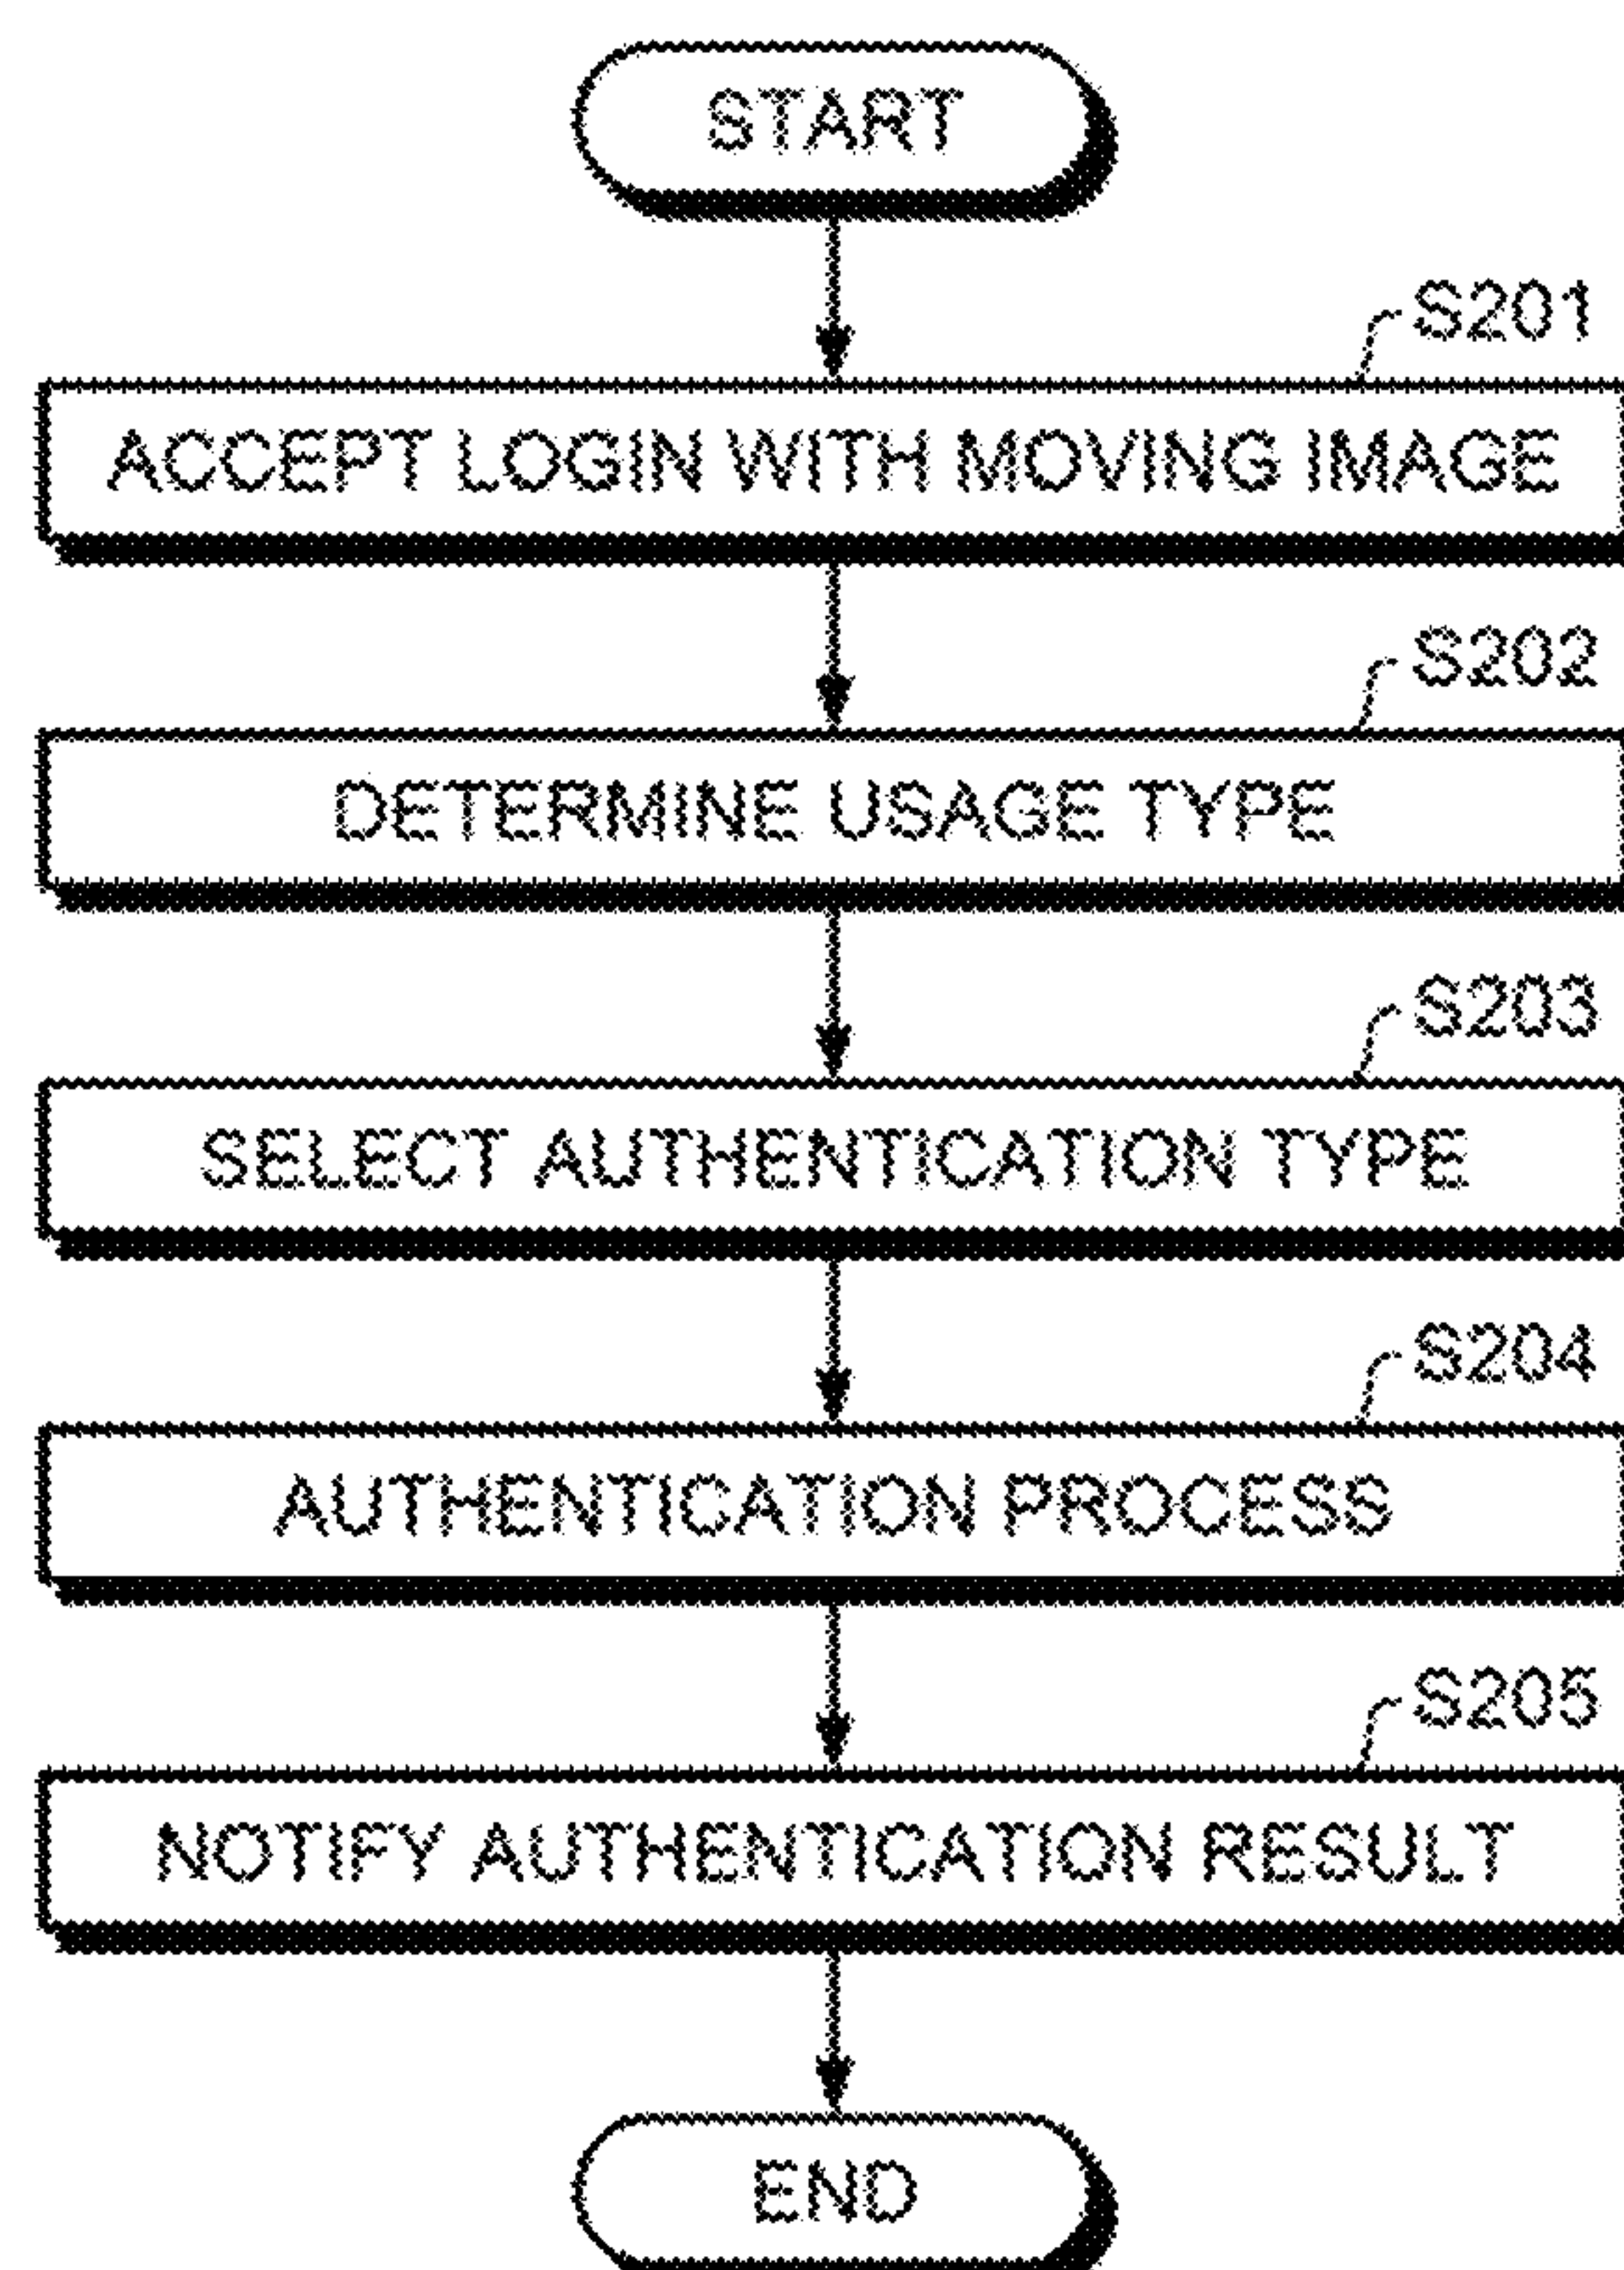 START
S201
ACCEPT LOGIN WITH MOVING IMAGE
S202
DETERMINE USAGE TYPE
S203
SELECT AUTHENTICATION TYPE
S204
AUTHENTICATION PROCESS
S205
NOTIFY AUTHENTICATION RESULT
END